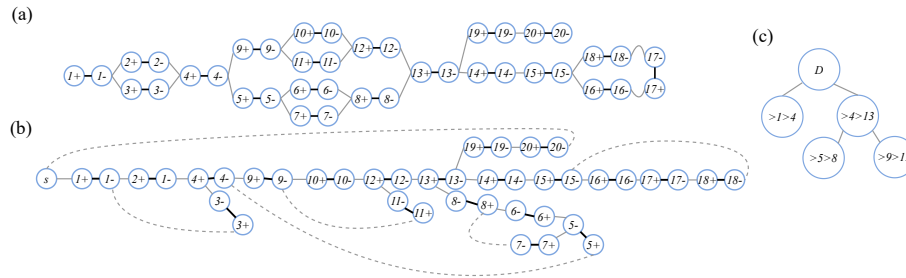 (a)
19+ 19- 20+ 20-
10+ 10-
9+ 9- 12+ 12-
11+ 11-
2+ 2-
18+ 18- 17-
1+ 1- 4+ 4- 13+ 13- 14+ 14- 15+ 15-
3+ 3-
6+ 6-
16+ 16- 17+
5+ 5- 8+ 8-
7+ 7-
(b)
19+ 19- 20+ 20-
s 1+ 1- 2+ 1- 4+ 4- 9+ 9- 10+ 10- 12+ 12- 13+ 13- 14+ 14- 15+ 15- 16+ 16- 17+ 17- 18+ 18-
3- 11- 8-
3+ 11+ 8+ 6- 6+ 5-
7- 7+ 5+
(c)
D
>1>4 >4>13
>5>8